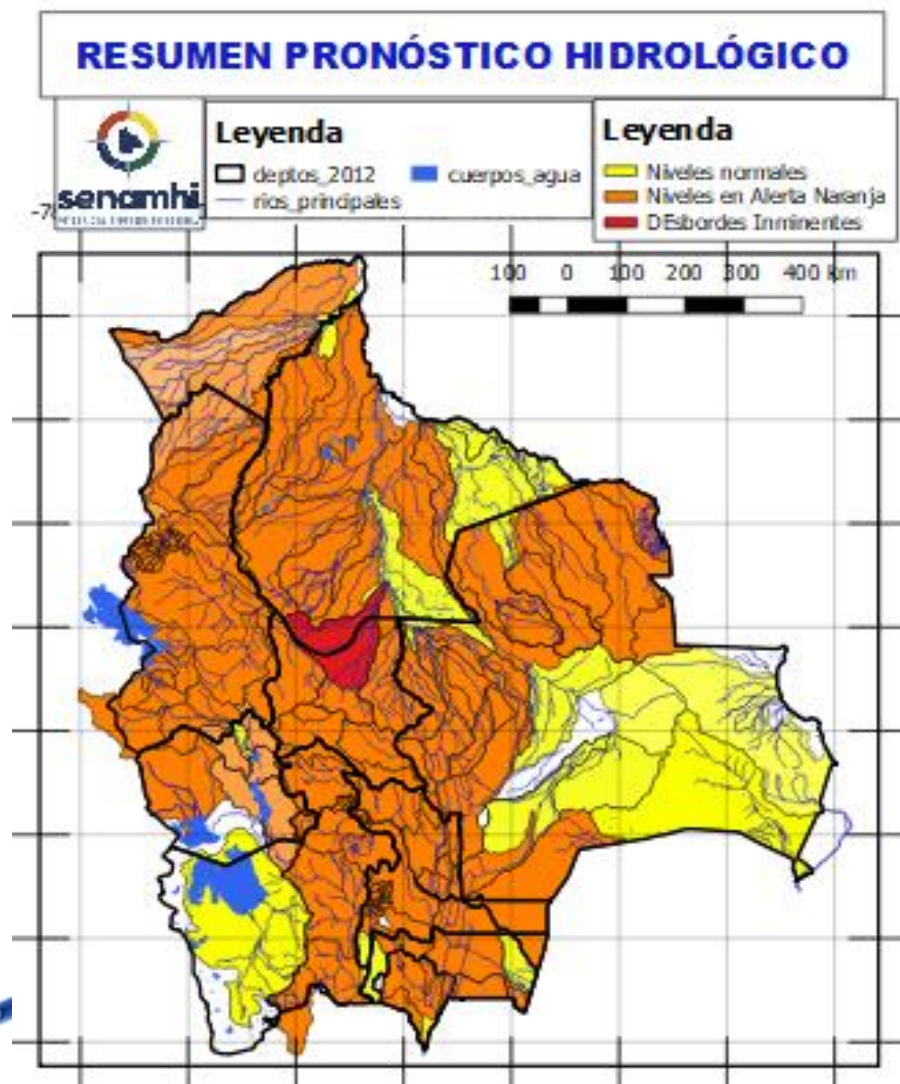 RESUMEN PRONÓSTICO HIDROLÓGICO
senamhi
Leyenda
deptos_2012
cuerpos_agua
rios_principales
Leyenda
Niveles normales
Niveles en Alerta Naranja
DEsbordes Inminentes
100 0 100 200 300 400 km